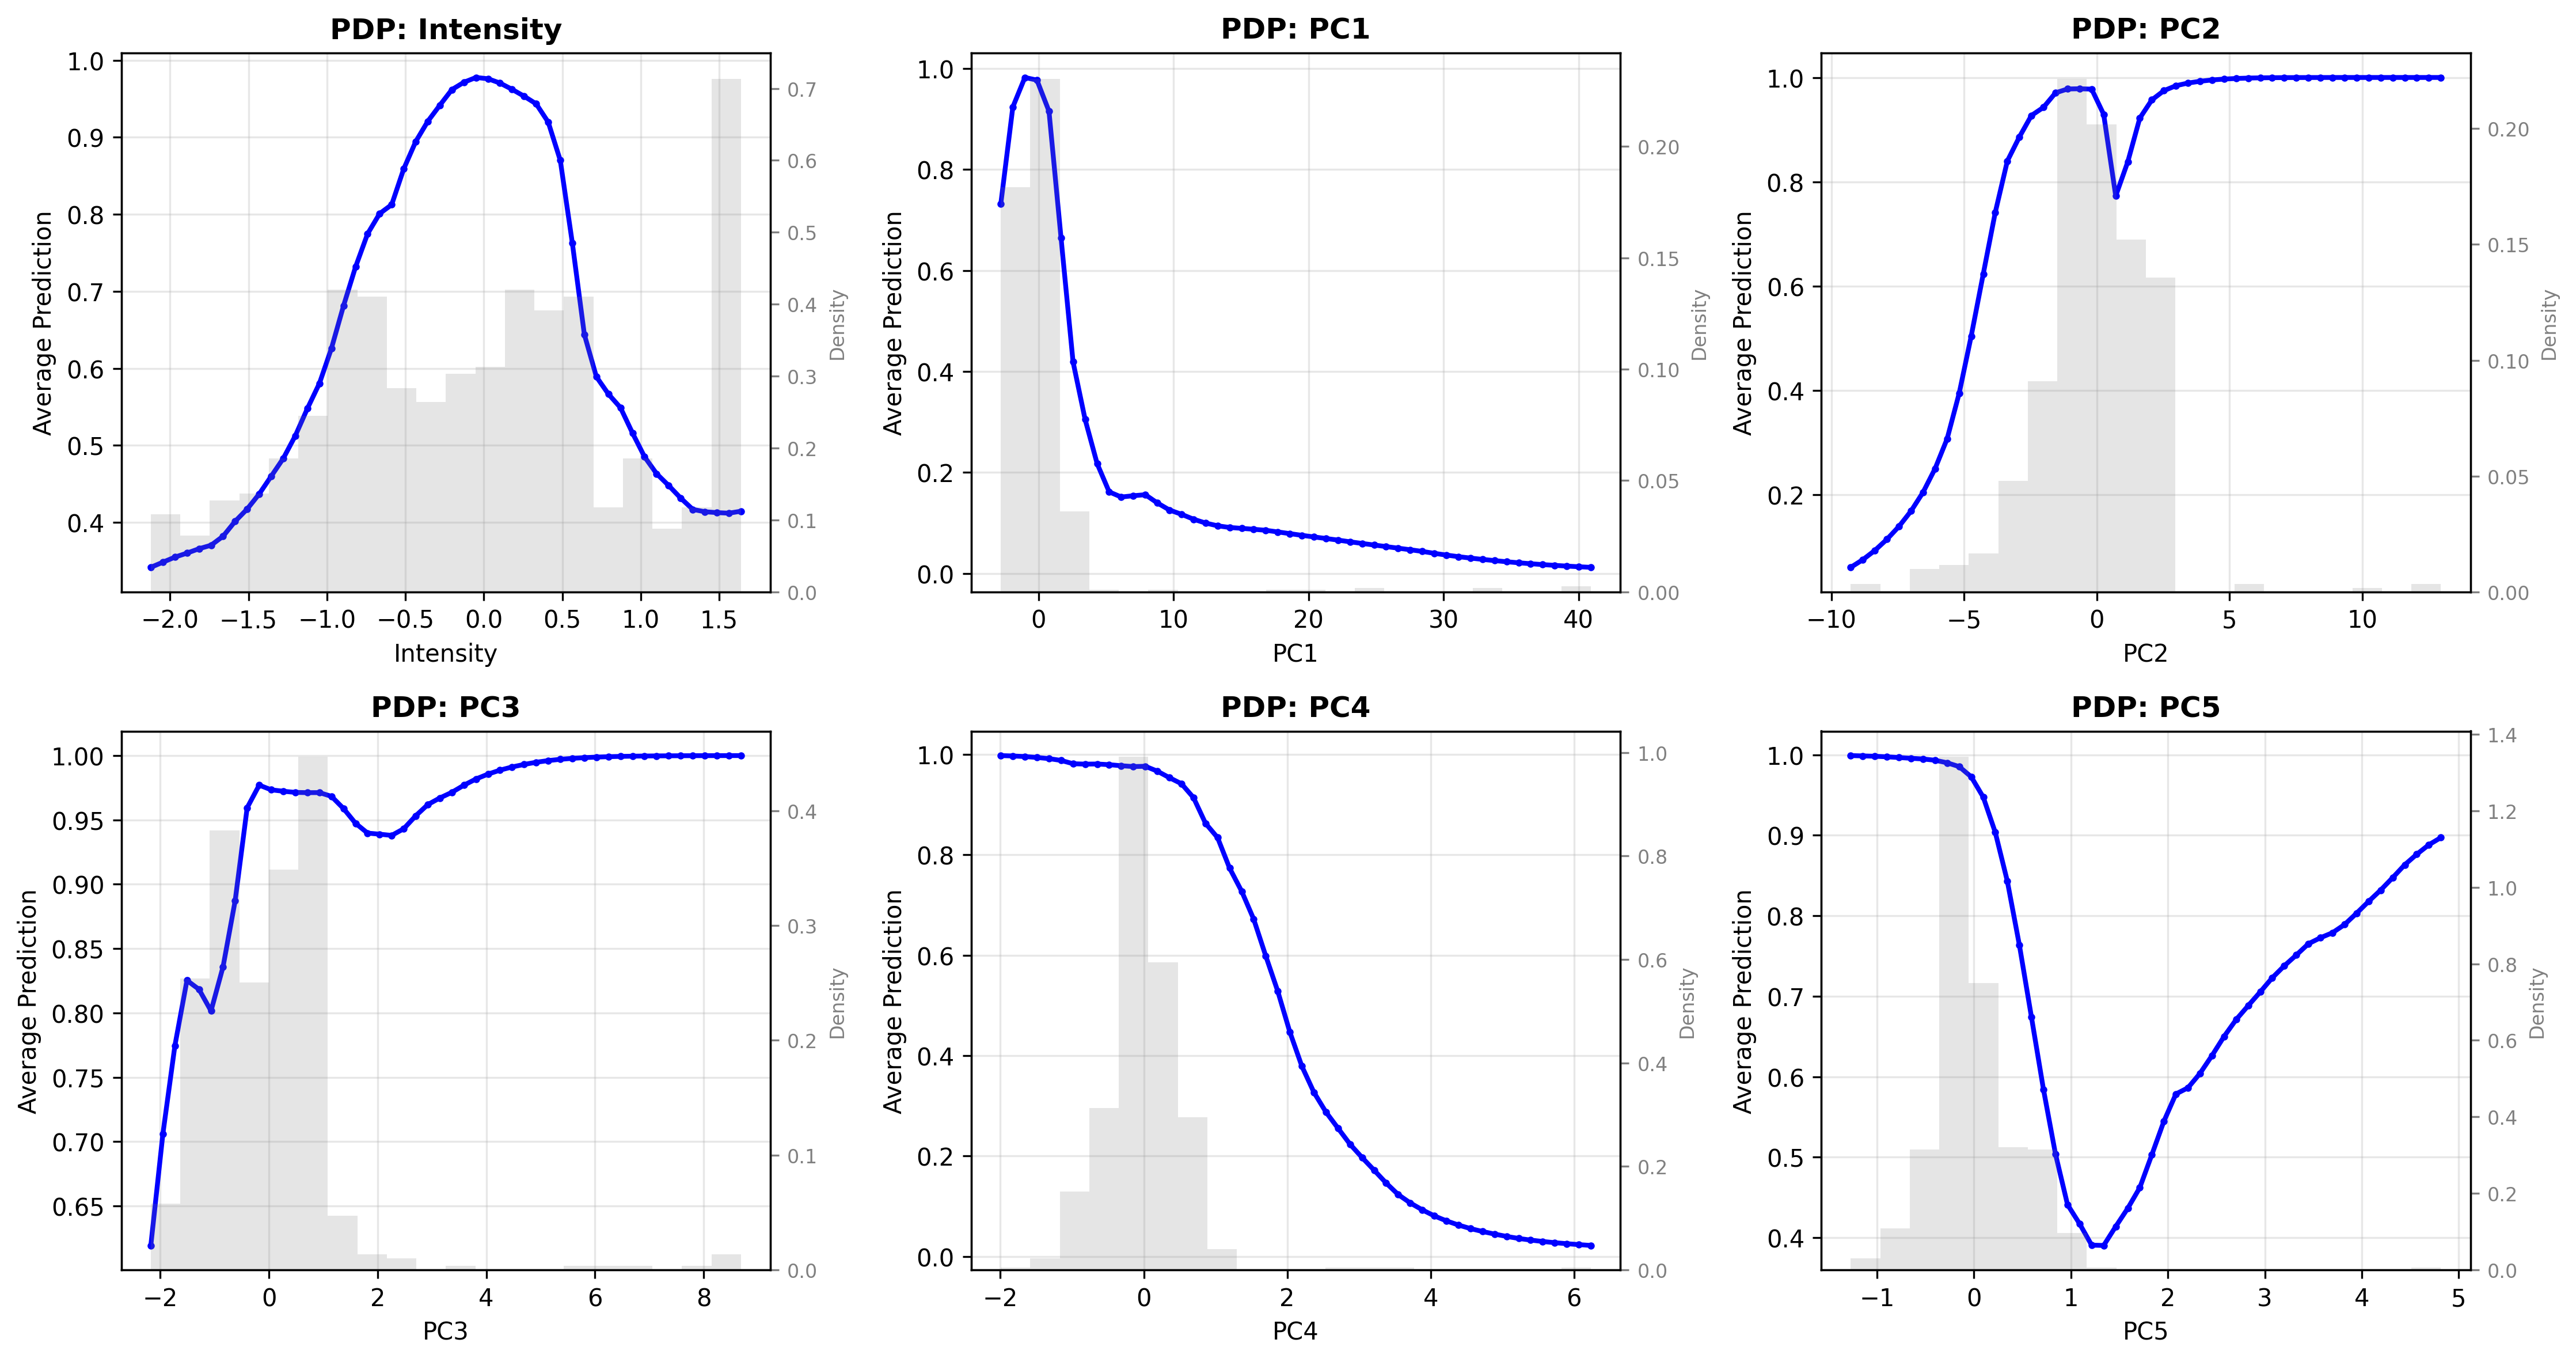 PDP: Intensity
1.0
0.9
0.8
0.7
0.6
0.5
0.4
Average Prediction
0.7
0.6
0.5
0.4
0.3
0.2
0.1
0.0
Density
−2.0 −1.5 −1.0 −0.5 0.0 0.5 1.0 1.5
Intensity
PDP: PC1
1.0
0.8
0.6
0.4
0.2
0.0
Average Prediction
0.20
0.15
0.10
0.05
0.00
Density
0 10 20 30 40
PC1
PDP: PC2
1.0
0.8
0.6
0.4
0.2
Average Prediction
0.20
0.15
0.10
0.05
0.00
Density
−10 −5 0 5 10
PC2
PDP: PC3
1.00
0.95
0.90
0.85
0.80
0.75
0.70
0.65
Average Prediction
0.4
0.3
0.2
0.1
0.0
Density
−2 0 2 4 6 8
PC3
PDP: PC4
1.0
0.8
0.6
0.4
0.2
0.0
Average Prediction
1.0
0.8
0.6
0.4
0.2
0.0
Density
−2 0 2 4 6
PC4
PDP: PC5
1.0
0.9
0.8
0.7
0.6
0.5
0.4
Average Prediction
1.4
1.2
1.0
0.8
0.6
0.4
0.2
0.0
Density
−1 0 1 2 3 4 5
PC5